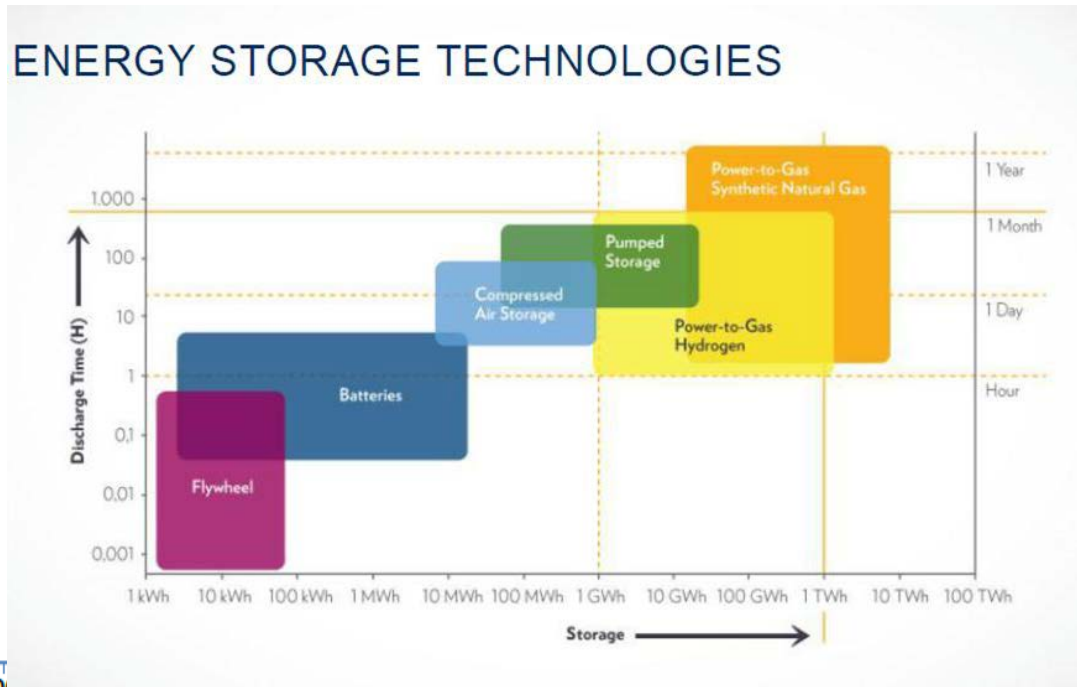 ENERGY STORAGE TECHNOLOGIES
Power-to-Gas
Synthetic Natural Gas
1 Year
1.000
1 Month
Pumped
Storage
100
Compressed
Air Storage
1 Day
10
Power-to-Gas
Hydrogen
1
Hour
Batteries
Discharge Time (H)
0,1
Flywheel
0,01
0,001
1 kWh 10 kWh 100 kWh 1 MWh 10 MWh 100 MWh 1 GWh 10 GWh 100 GWh 1 TWh 10 TWh 100 TWh
Storage